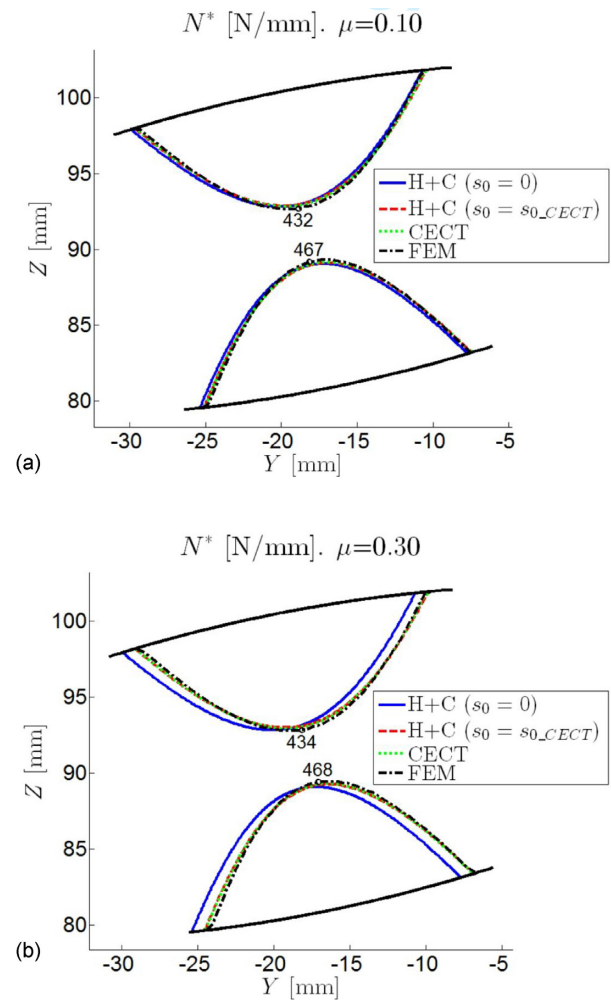 N* [N/mm]. μ=0.10
100
95
90
85
80
Z [mm]
432
467
H+C (s₀ = 0)
H+C (s₀ = s₀_CECT)
CECT
FEM
-30 -25 -20 -15 -10 -5
Y [mm]
(a)
N* [N/mm]. μ=0.30
100
95
90
85
80
Z [mm]
434
468
H+C (s₀ = 0)
H+C (s₀ = s₀_CECT)
CECT
FEM
-30 -25 -20 -15 -10 -5
Y [mm]
(b)